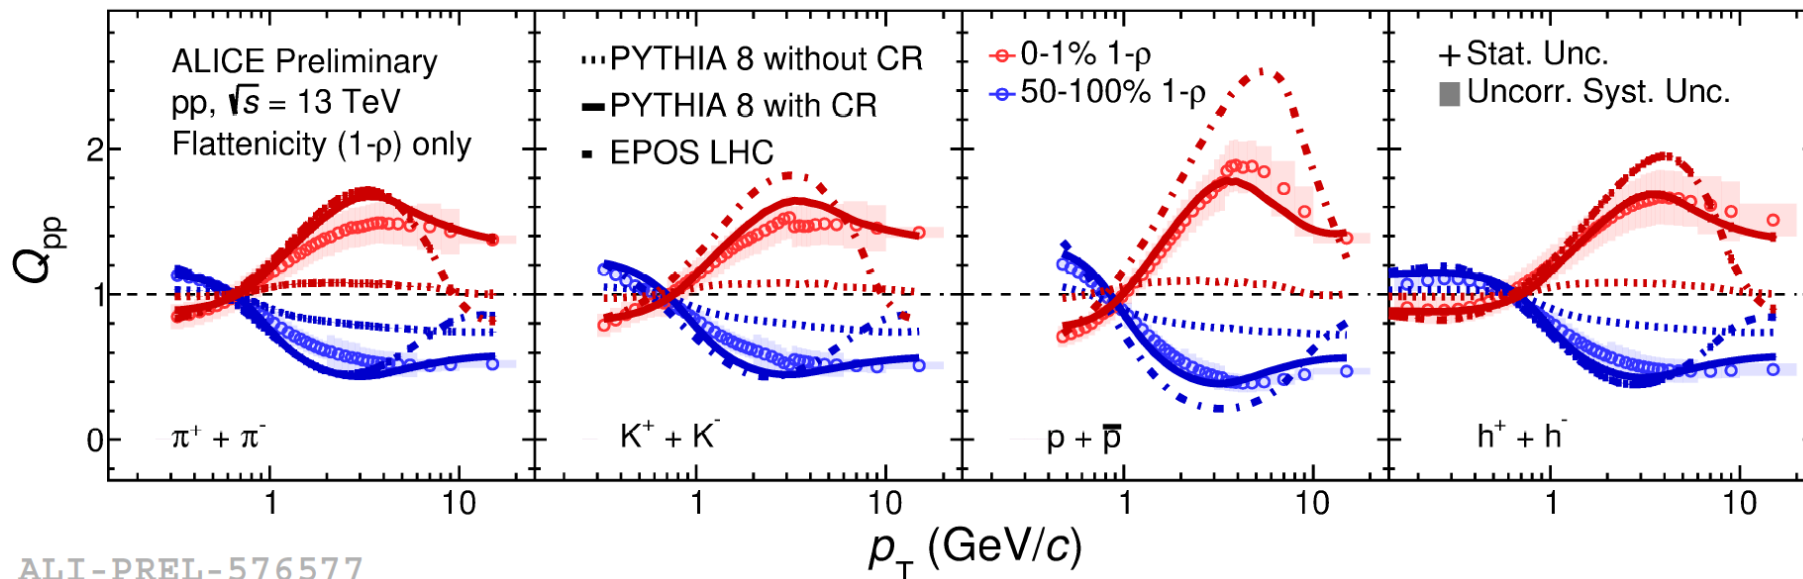 ALICE Preliminary
pp, √s = 13 TeV
Flattenicity (1-ρ) only
PYTHIA 8 without CR
PYTHIA 8 with CR
EPOS LHC
0-1% 1-ρ
50-100% 1-ρ
Stat. Unc.
Uncorr. Syst. Unc.
Qpp
2
1
0
π⁺ + π⁻
K⁺ + K⁻
p + p̅
h⁺ + h⁻
1 10 1 10 1 10 1 10
pT (GeV/c)
ALI-PREL-576577